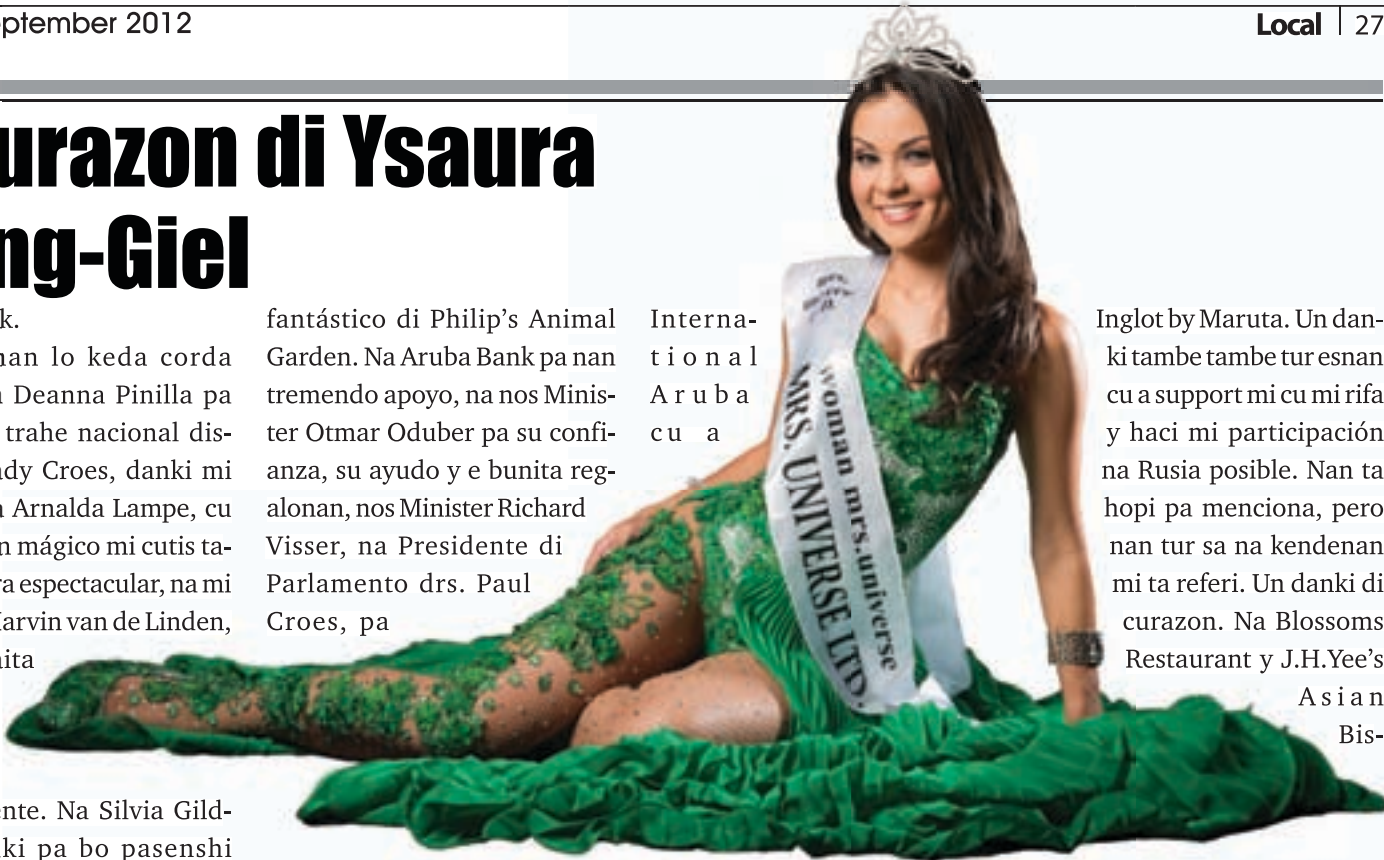 ptember 2012
Local | 27
urazon di Ysaura
ng-Giel
k.
nan lo keda corda
Deanna Pinilla pa
trahe nacional dis-
dy Croes, danki mi
Arnalda Lampe, cu
n mágico mi cutis ta-
ra espectacular, na mi
arvin van de Linden,
ita
ente. Na Silvia Gild-
ki pa bo pasenshi
fantástico di Philip's Animal
Garden. Na Aruba Bank pa nan
tremendo apoyo, na nos Minis-
ter Otmar Oduber pa su confi-
anza, su ayudo y e bunita reg-
alonan, nos Minister Richard
Visser, na Presidente di
Parlamento drs. Paul
Croes, pa
Interna-
tional
Aruba
cu a
woman mrs.universe
MRS. UNIVERSE LTD.
Inglot by Maruta. Un dan-
ki tambe tambe tur esnan
cu a support mi cu mi rifa
y haci mi participación
na Rusia posible. Nan ta
hopi pa menciona, pero
nan tur sa na kendenan
mi ta referi. Un danki di
curazon. Na Blossoms
Restaurant y J.H.Yee's
Asian
Bis-